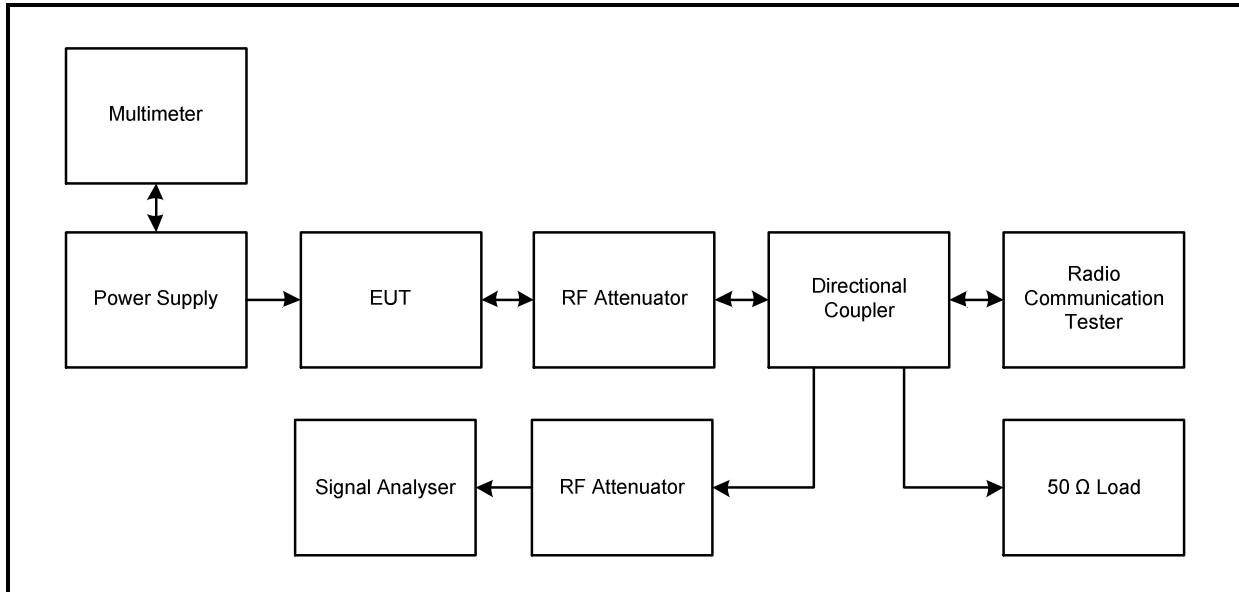 Multimeter
Power Supply
EUT
RF Attenuator
Directional
Coupler
Radio
Communication
Tester
Signal Analyser
RF Attenuator
50 Ω Load